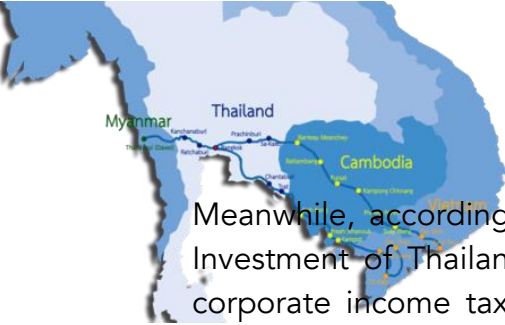 Thailand
Myanmar
Kanchanaburi
Prachinburi
Sa Kaeo
Banteay Meanchey
Ratchaburi
Bangkok
Battambang
Cambodia
Chantaburi
Trat
Pursat
Kampong Chhnang
Vietnam
Meanwhile, according
Investment of Thailan
corporate income tax